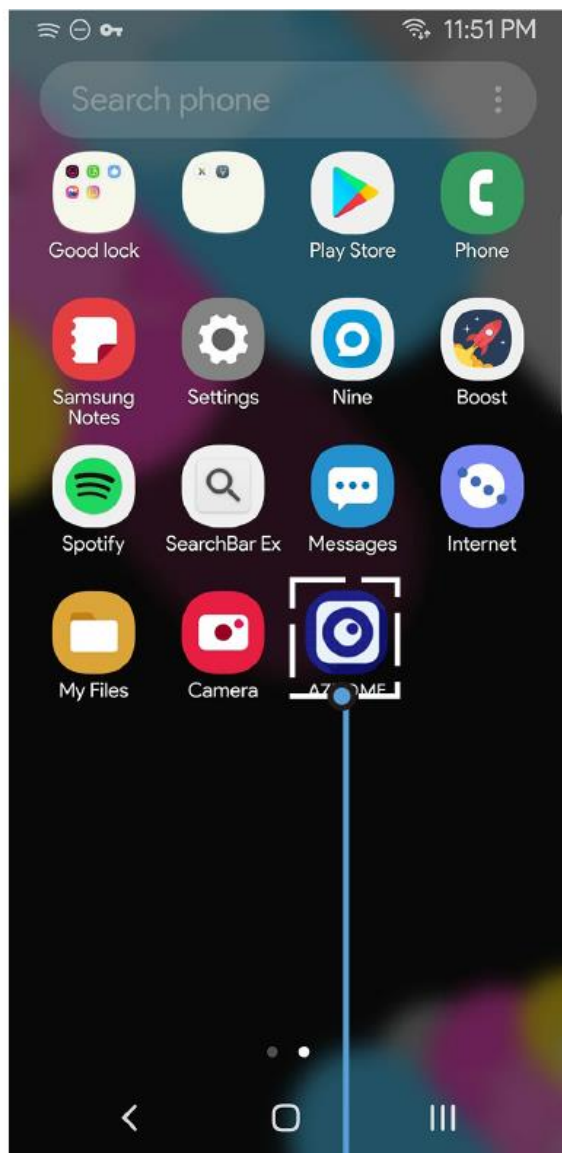 11:51 PM
Search phone
Good lock
Play Store
Phone
Samsung
Notes
Settings
Nine
Boost
Spotify
SearchBar Ex
Messages
Internet
My Files
Camera